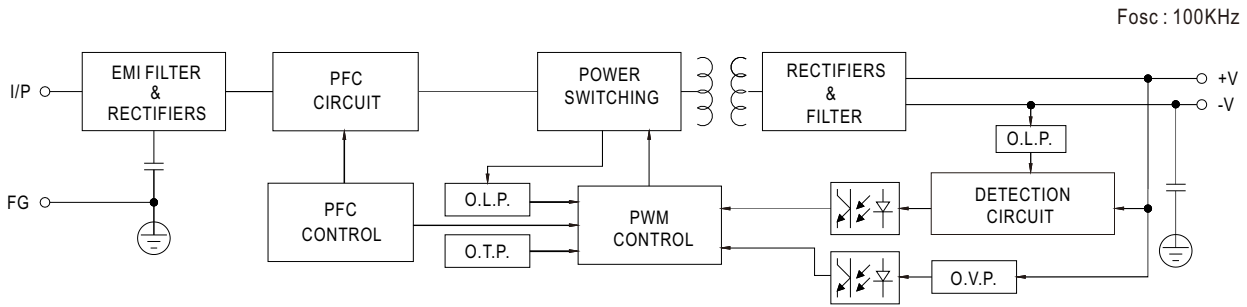 Fosc : 100KHz
I/P
EMI FILTER
&
RECTIFIERS
PFC
CIRCUIT
POWER
SWITCHING
RECTIFIERS
&
FILTER
+V
-V
O.L.P.
FG
PFC
CONTROL
O.L.P.
O.T.P.
PWM
CONTROL
DETECTION
CIRCUIT
O.V.P.